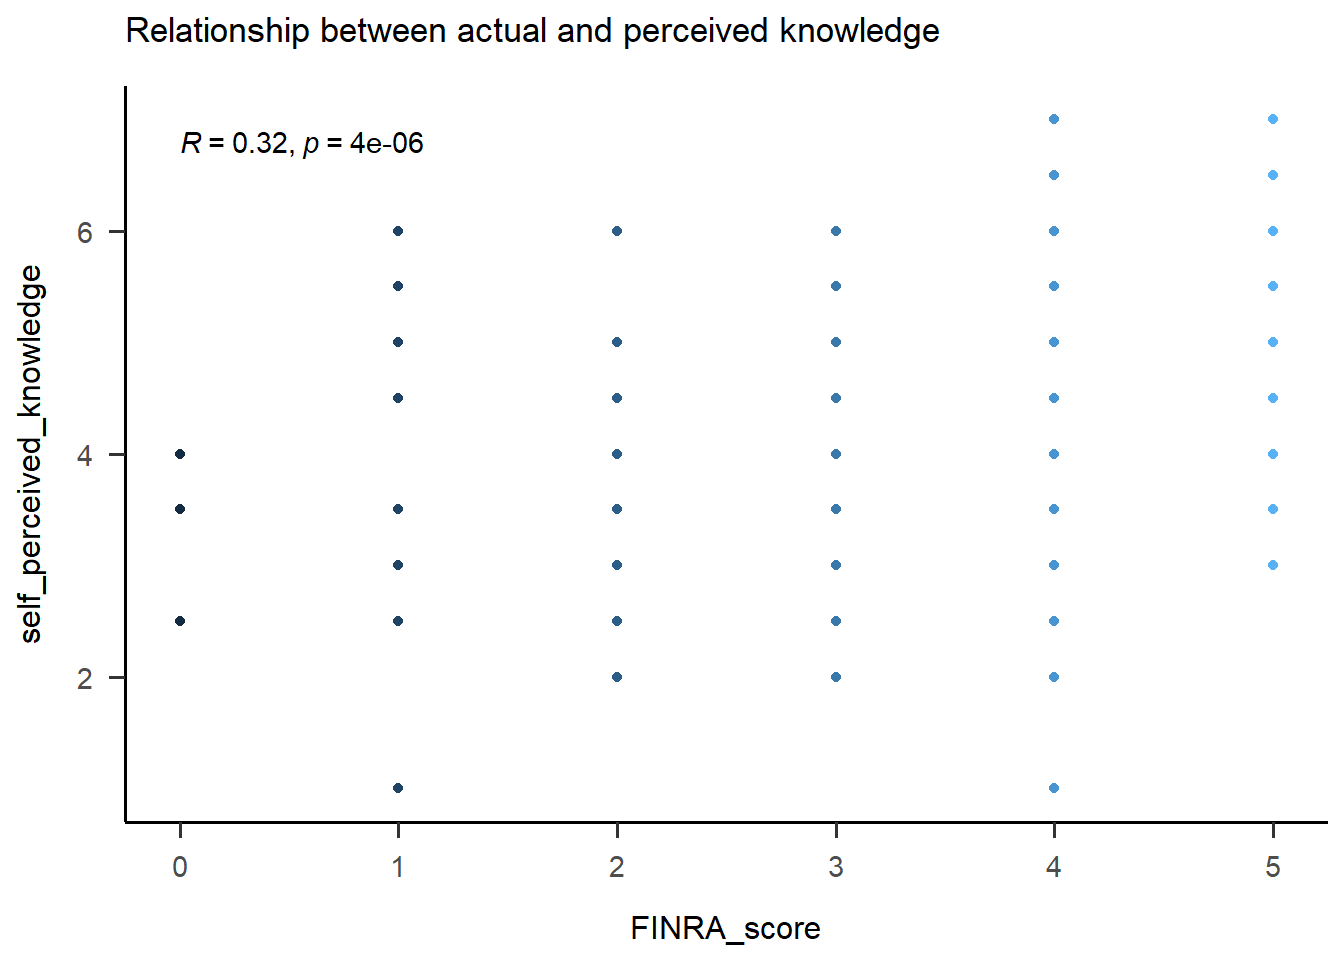 Relationship between actual and perceived knowledge
R = 0.32, p = 4e-06
self_perceived_knowledge
6
4
2
0 1 2 3 4 5
FINRA_score